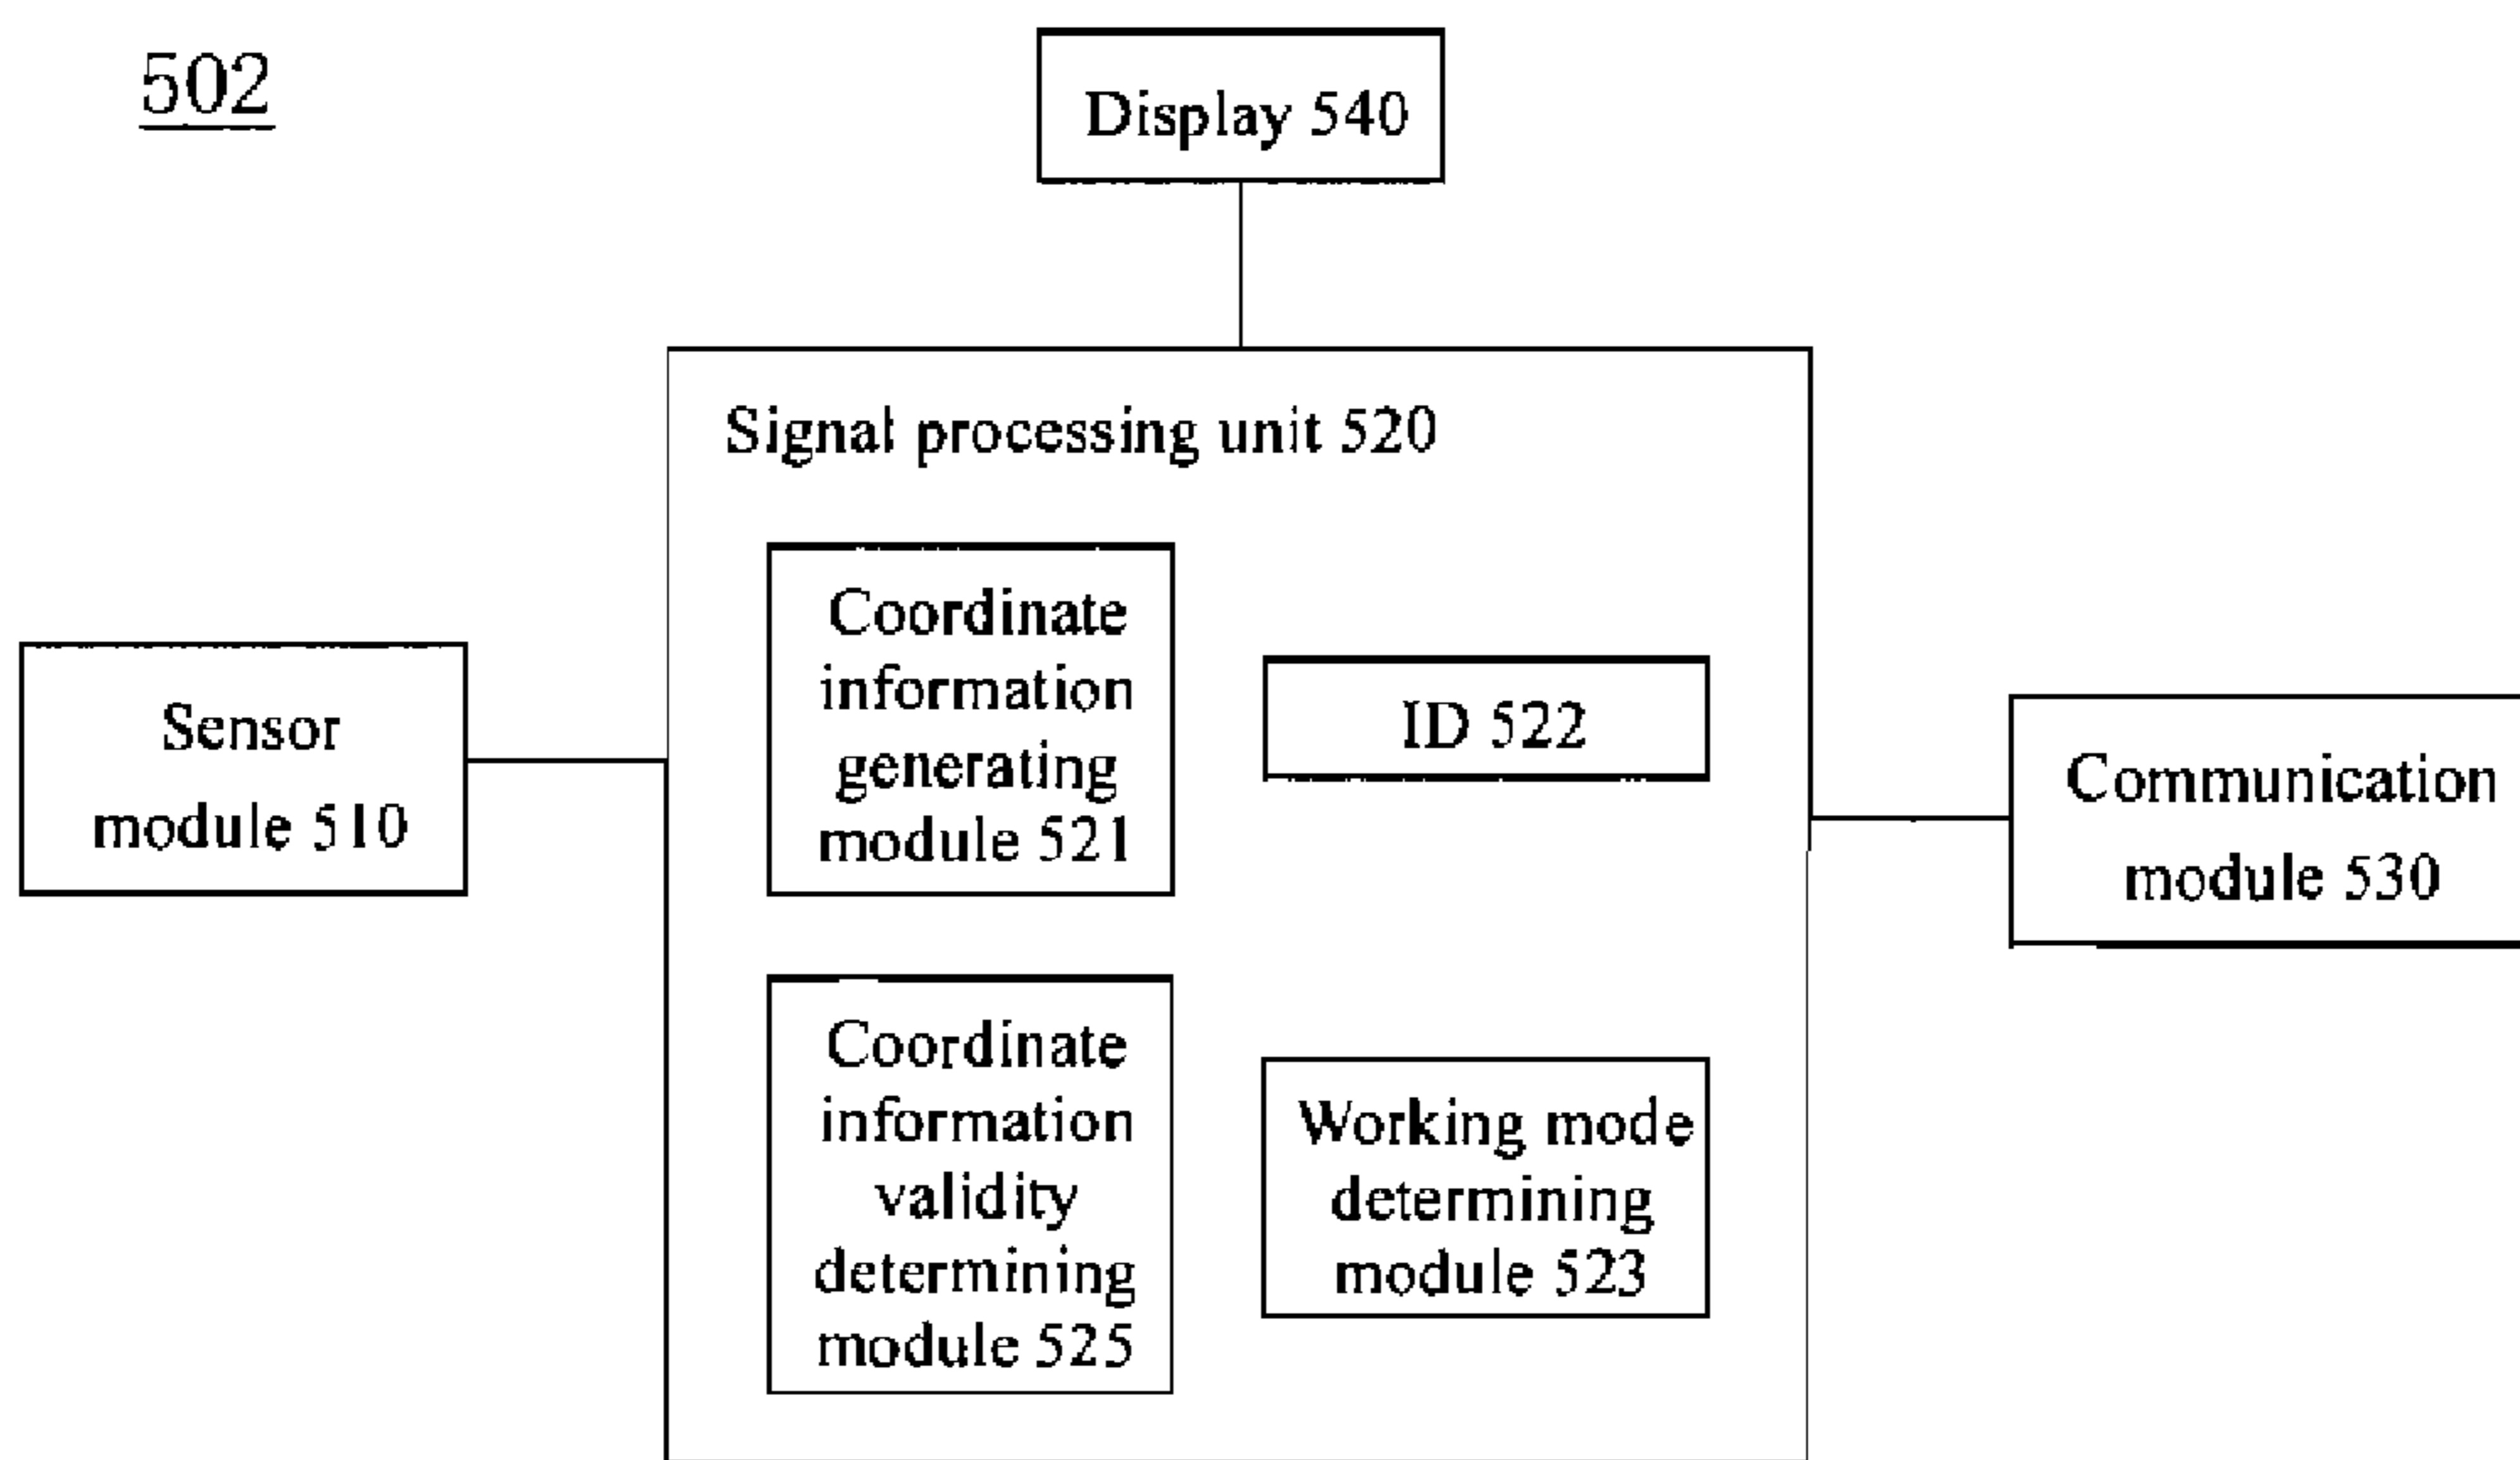 502
Display 540
Signal processing unit 520
Coordinate
information
generating
module 521
ID 522
Sensor
module 510
Communication
module 530
Coordinate
information
validity
determining
module 525
Working mode
determining
module 523